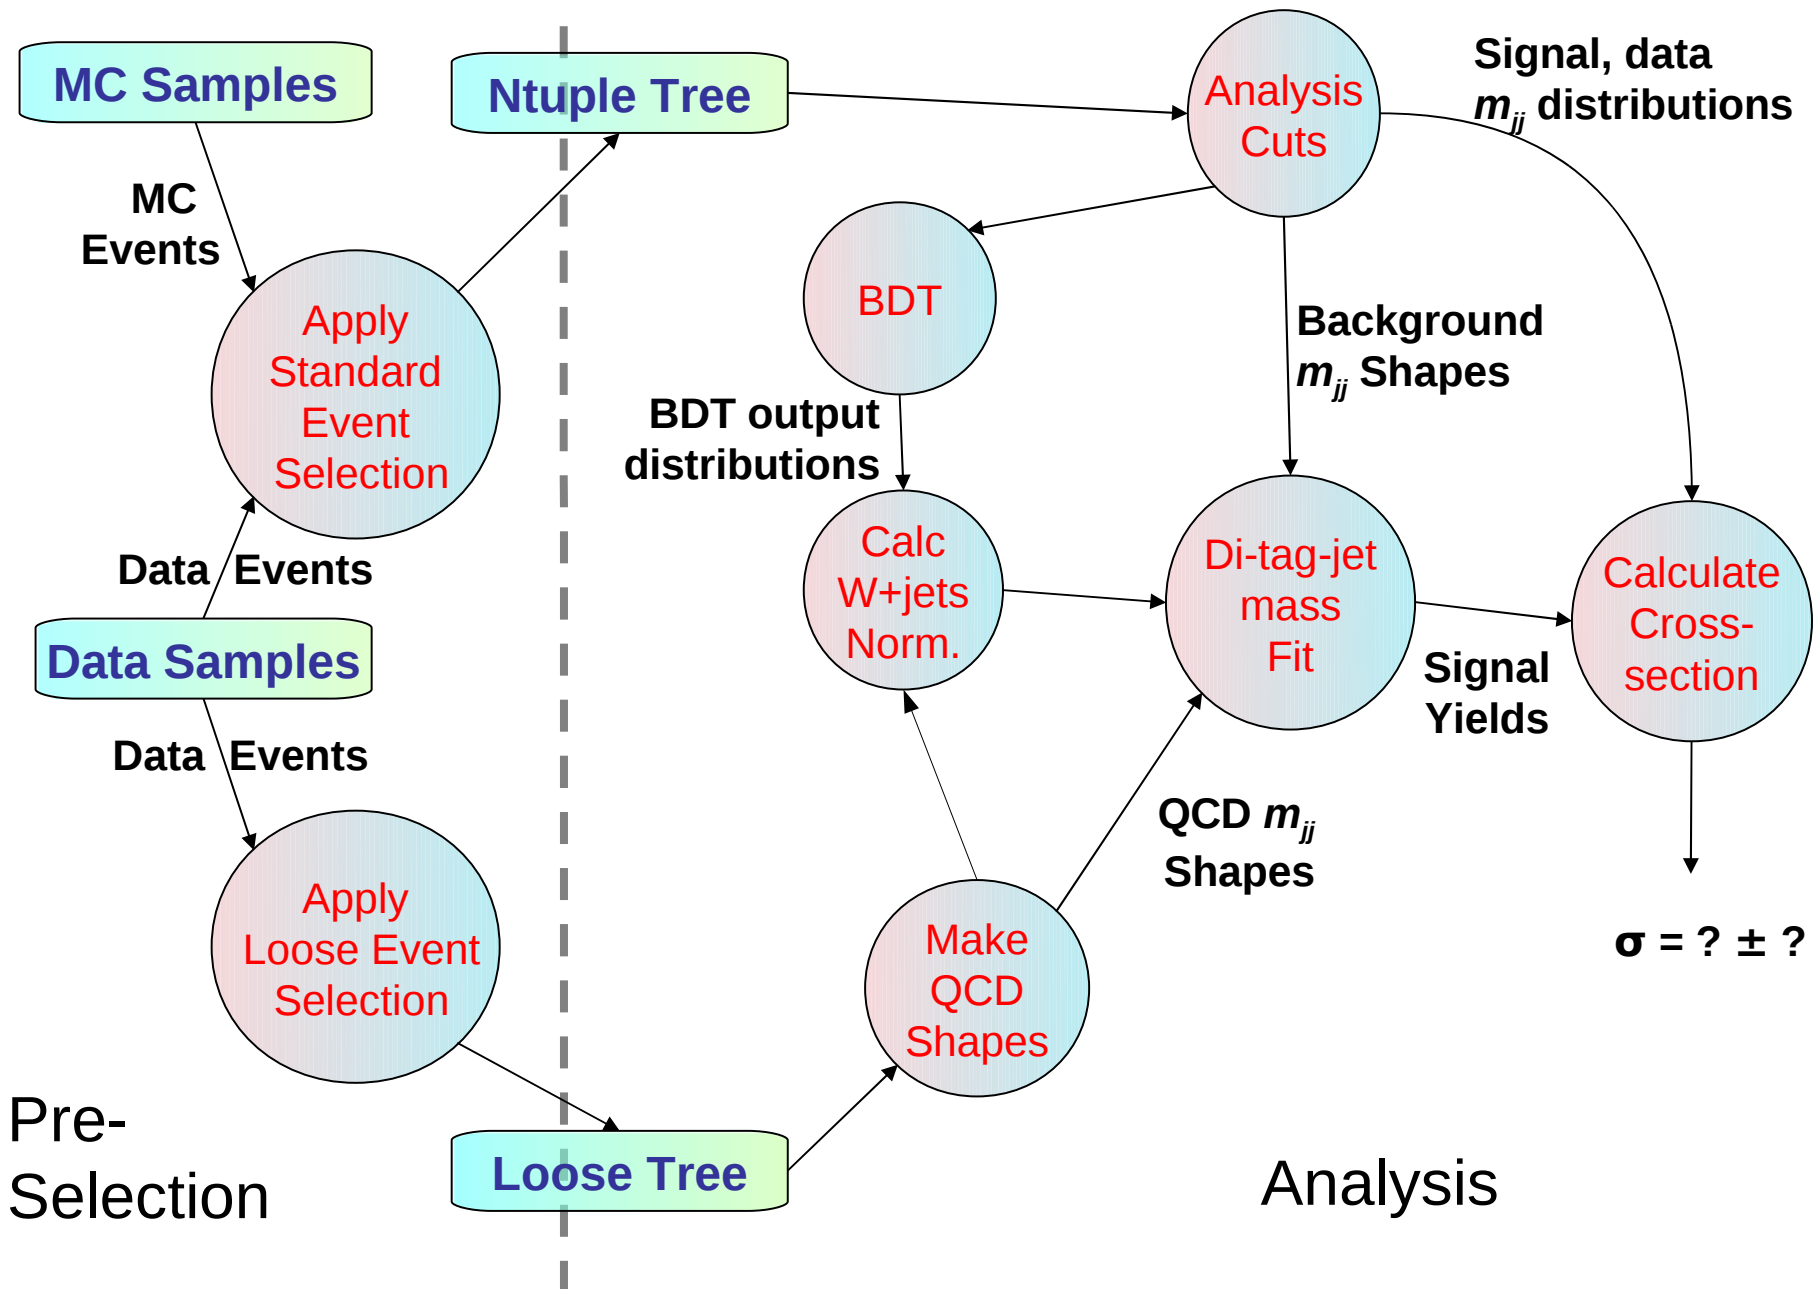 MC Samples
MC
Events
Apply
Standard
Event
Selection
Data Events
Data Samples
Data Events
Apply
Loose Event
Selection
Pre-
Selection
Ntuple Tree
Loose Tree
Analysis
Cuts
Signal, data
mjj distributions
BDT
Background
mjj Shapes
BDT output
distributions
Calc
W+jets
Norm.
Di-tag-jet
mass
Fit
Calculate
Cross-
section
Signal
Yields
QCD mjj
Shapes
Make
QCD
Shapes
σ = ? ± ?
Analysis